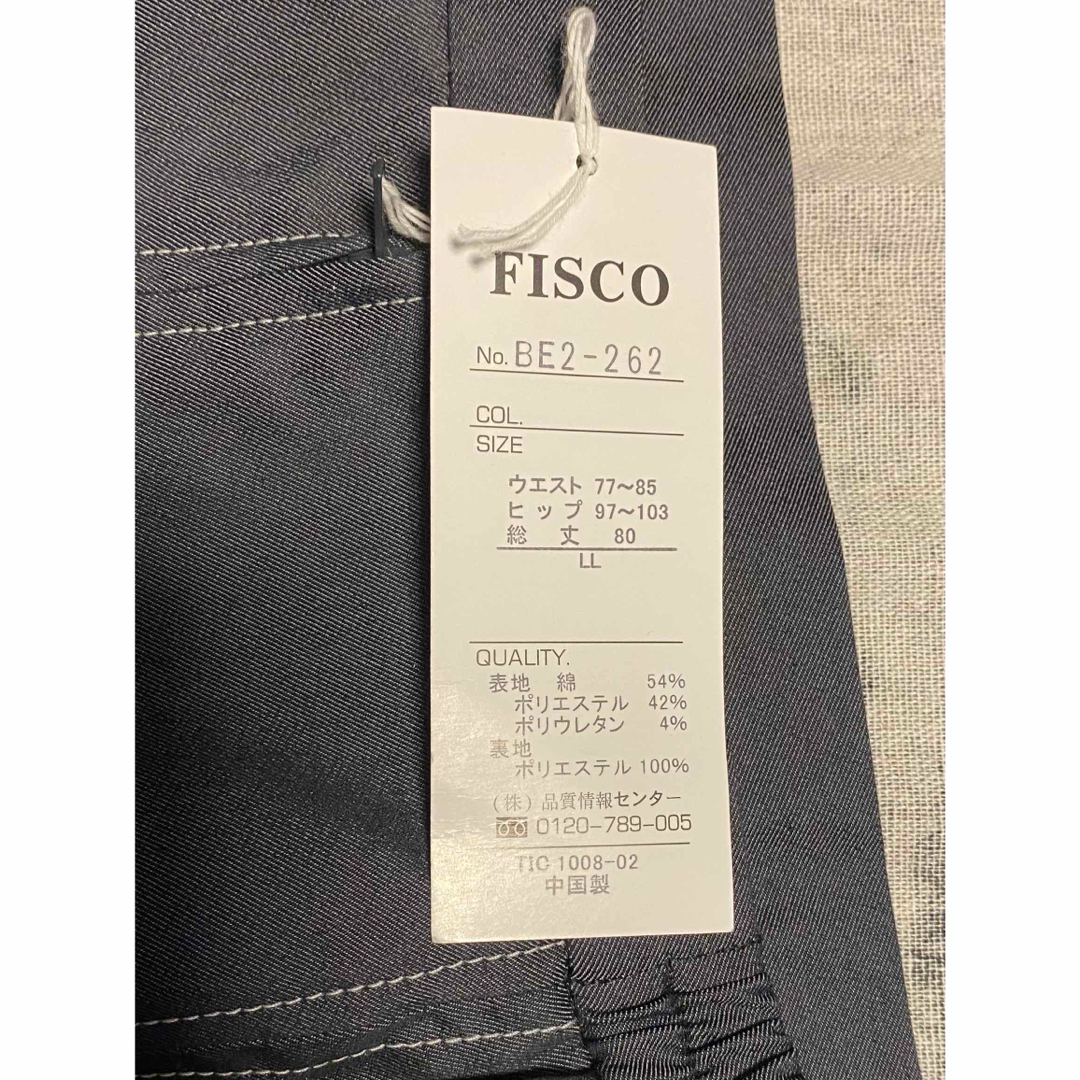 FISCO
No. BE2-262
COL.
SIZE
ウエスト 77〜85
ヒップ 97〜103
総丈 80
LL
QUALITY.
表地 綿 54%
ポリエステル 42%
ポリウレタン 4%
裏地
ポリエステル 100%
（株）品質情報センター
0120-789-005
TIC 1008-02
中国製